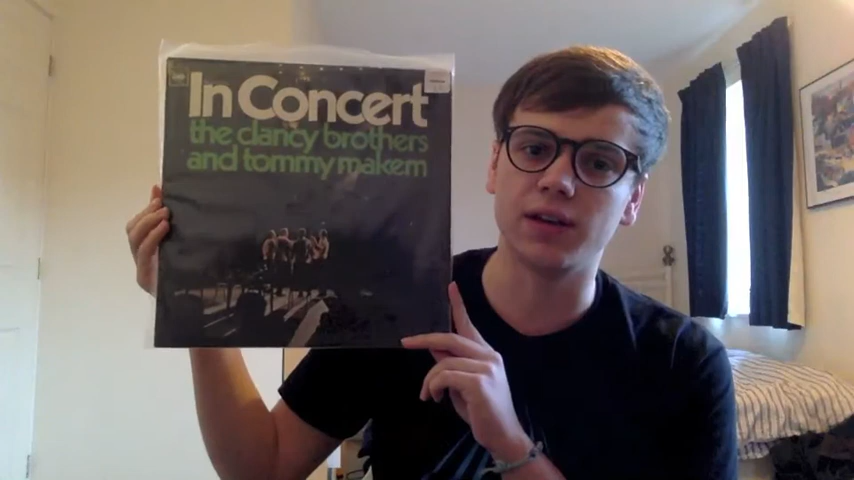 In Concert
the clancy brothers
and tommy makem